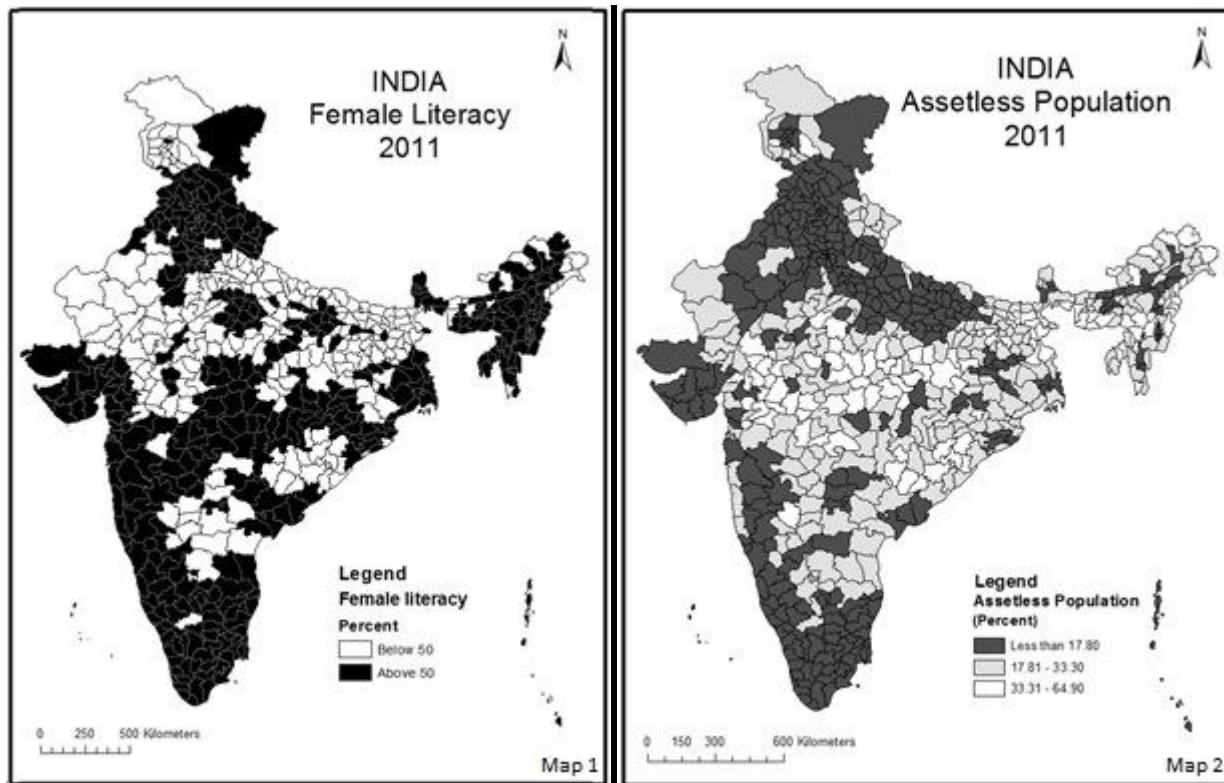 N
INDIA
Female Literacy
2011
Legend
Female literacy
Percent
Below 50
Above 50
0 250 500 Kilometers
Map 1
N
INDIA
Assetless Population
2011
Legend
Assetless Population
(Percent)
Less than 17.80
17.81 - 33.30
33.31 - 64.90
0 150 300 600 Kilometers
Map 2